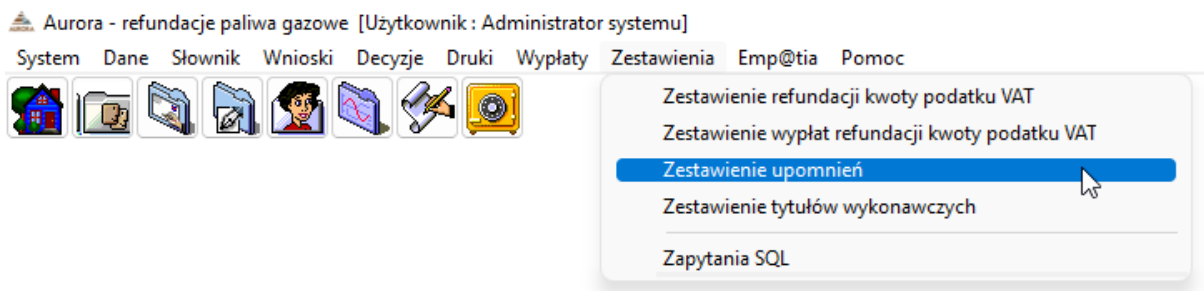 AURORA Aurora - refundacje paliwa gazowe [Użytkownik : Administrator systemu]
System Dane Słownik Wnioski Decyzje Druki Wypłaty Zestawienia Emp@tia Pomoc
Zestawienie refundacji kwoty podatku VAT
Zestawienie wypłat refundacji kwoty podatku VAT
Zestawienie upomnień
Zestawienie tytułów wykonawczych
Zapytania SQL